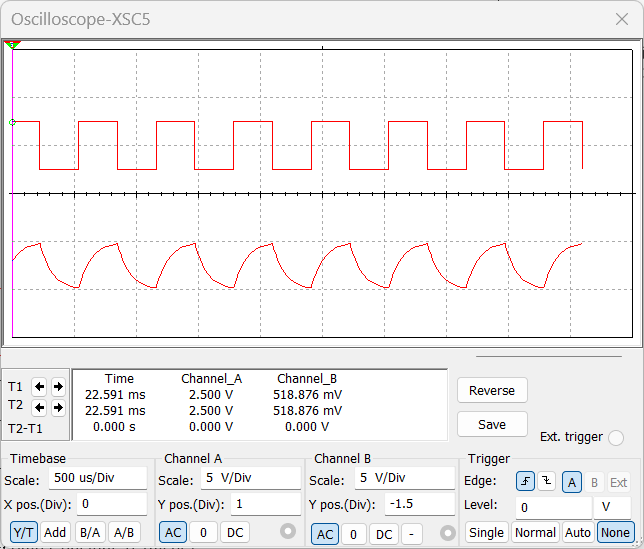 Oscilloscope-XSC5
Time Channel_A Channel_B
T1 22.591 ms 2.500 V 518.876 mV
T2 22.591 ms 2.500 V 518.876 mV
T2-T1 0.000 s 0.000 V 0.000 V
Reverse
Save
Ext. trigger
Timebase
Scale: 500 us/Div
X pos.(Div): 0
Y/T Add B/A A/B
Channel A
Scale: 5 V/Div
Y pos.(Div): 1
AC 0 DC
Channel B
Scale: 5 V/Div
Y pos.(Div): -1.5
AC 0 DC -
Trigger
Edge: A B Ext
Level: 0 V
Single Normal Auto None